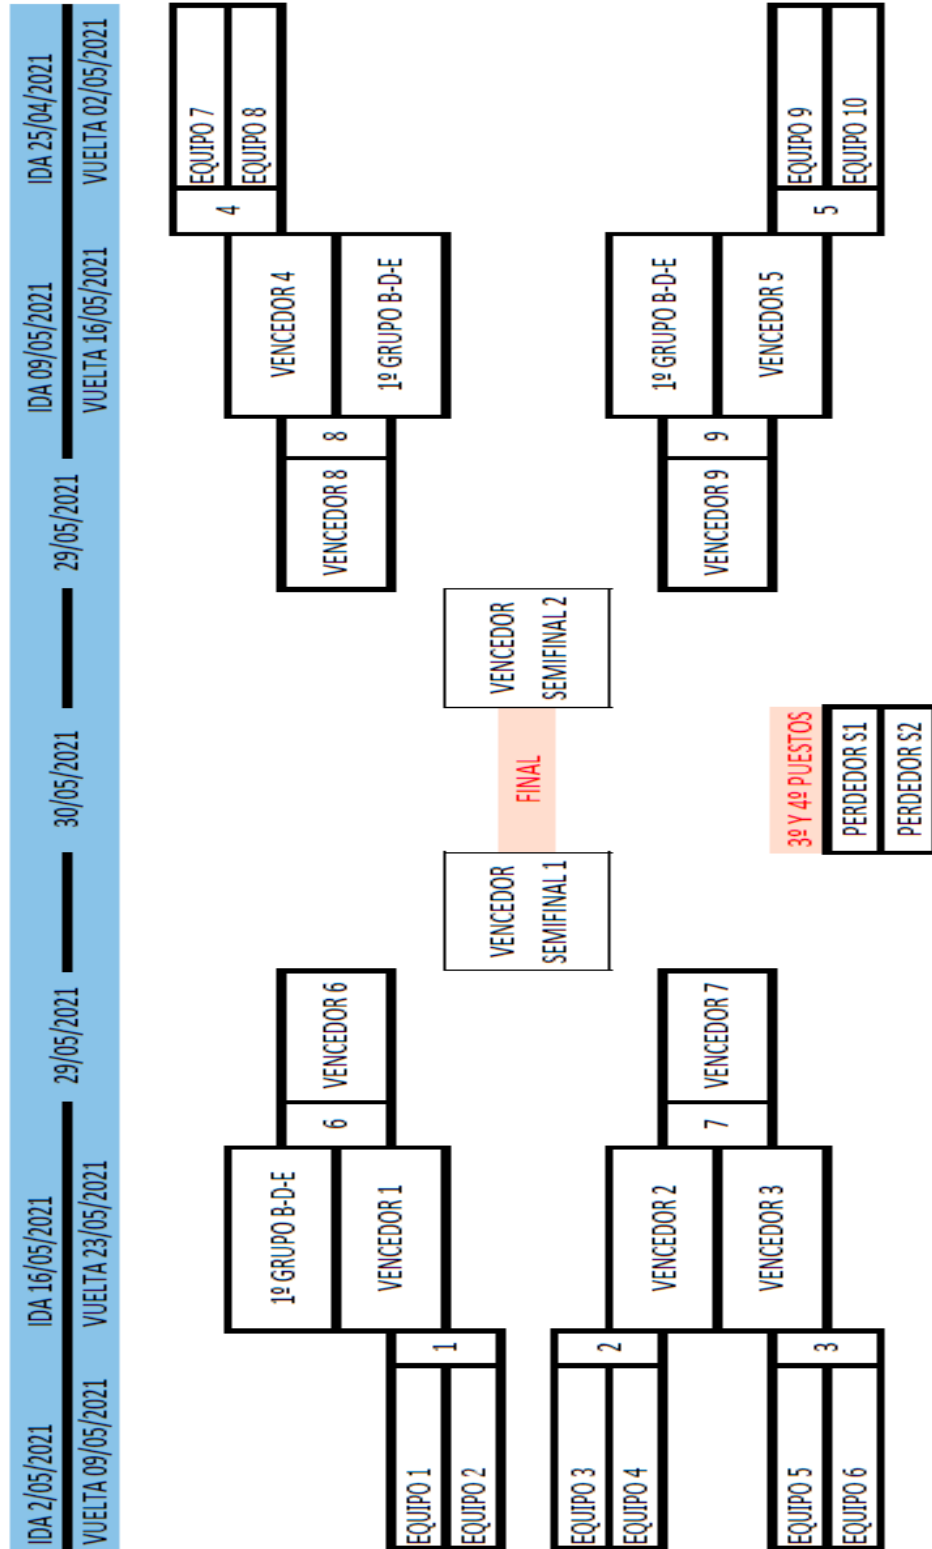 IDA 2/05/2021
VUELTA 09/05/2021
IDA 16/05/2021
VUELTA 23/05/2021
29/05/2021
30/05/2021
29/05/2021
IDA 09/05/2021
VUELTA 16/05/2021
IDA 25/04/2021
VUELTA 02/05/2021
EQUIPO 1
EQUIPO 2
1
EQUIPO 3
EQUIPO 4
2
EQUIPO 5
EQUIPO 6
3
1º GRUPO B-D-E
VENCEDOR 1
6
VENCEDOR 6
VENCEDOR 2
VENCEDOR 3
7
VENCEDOR 7
VENCEDOR
SEMIFINAL 1
FINAL
VENCEDOR
SEMIFINAL 2
3º Y 4º PUESTOS
PERDEDOR S1
PERDEDOR S2
VENCEDOR 8
8
VENCEDOR 4
1º GRUPO B-D-E
VENCEDOR 9
9
1º GRUPO B-D-E
VENCEDOR 5
4
EQUIPO 7
EQUIPO 8
5
EQUIPO 9
EQUIPO 10